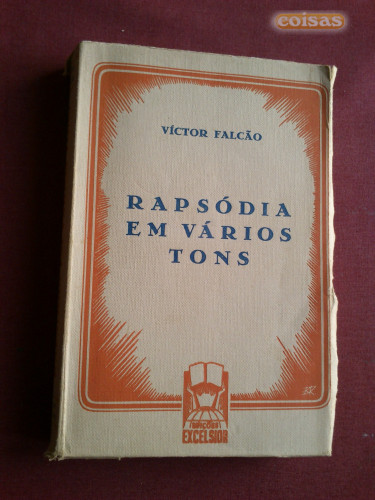 coisas
VÍCTOR FALCÃO
RAPSÓDIA
EM VÁRIOS
TONS
EDIÇÕES
EXCELSIOR